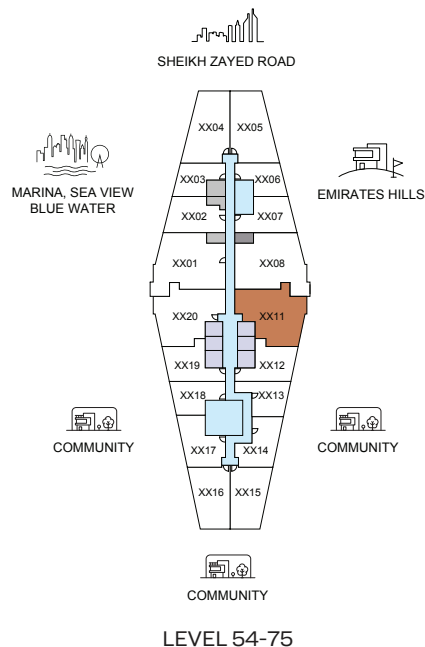 SHEIKH ZAYED ROAD
XX04 XX05
MARINA, SEA VIEW
BLUE WATER
XX03 XX06
EMIRATES HILLS
XX02 XX07
XX01 XX08
XX20 XX11
XX19 XX12
XX18 XX13
COMMUNITY
COMMUNITY
XX17 XX14
XX16 XX15
COMMUNITY
LEVEL 54-75